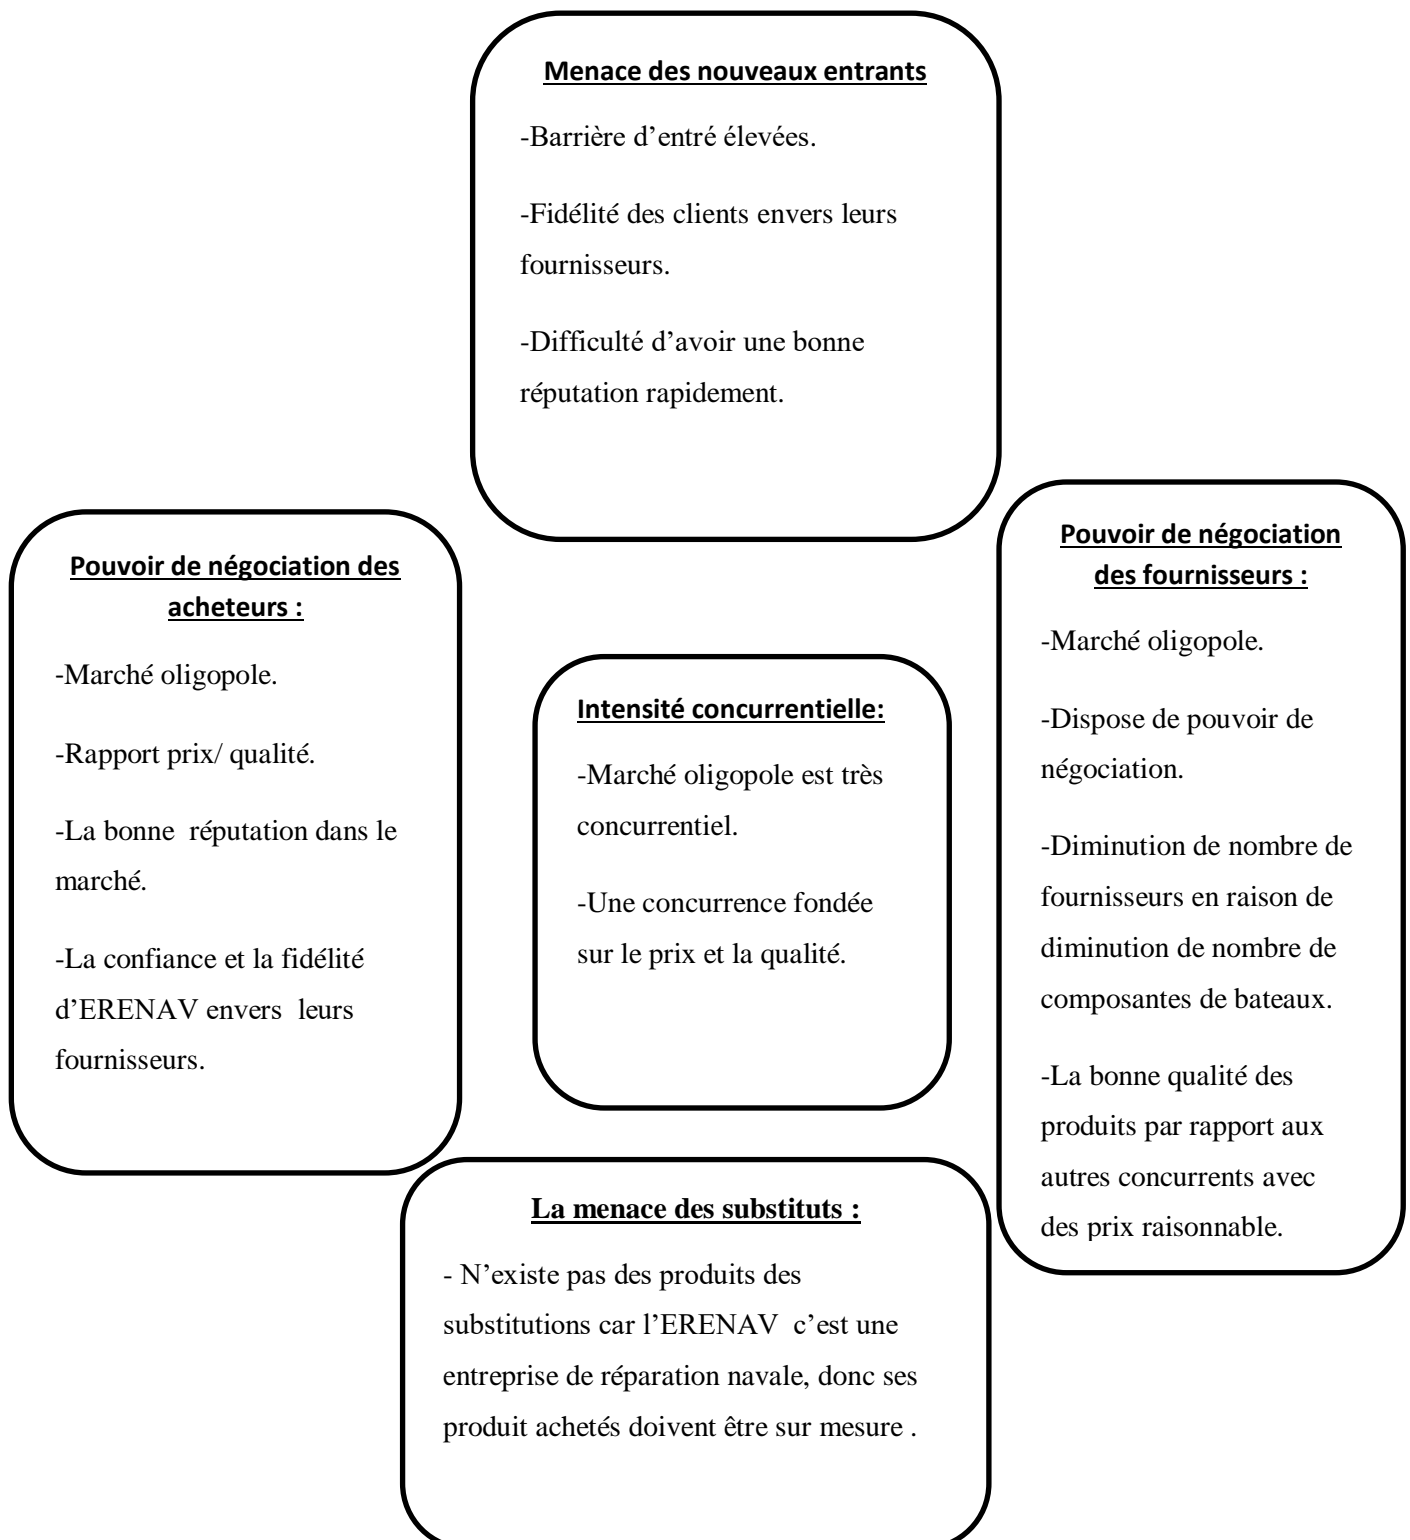 Menace des nouveaux entrants
-Barrière d’entré élevées.
-Fidélité des clients envers leurs
fournisseurs.
-Difficulté d’avoir une bonne
réputation rapidement.
Pouvoir de négociation des
acheteurs :
-Marché oligopole.
-Rapport prix/ qualité.
-La bonne  réputation dans le
marché.
-La confiance et la fidélité
d’ERENAV envers  leurs
fournisseurs.
Intensité concurrentielle:
-Marché oligopole est très
concurrentiel.
-Une concurrence fondée
sur le prix et la qualité.
Pouvoir de négociation
des fournisseurs :
-Marché oligopole.
-Dispose de pouvoir de
négociation.
-Diminution de nombre de
fournisseurs en raison de
diminution de nombre de
composantes de bateaux.
-La bonne qualité des
produits par rapport aux
autres concurrents avec
des prix raisonnable.
La menace des substituts :
- N’existe pas des produits des
substitutions car l’ERENAV  c’est une
entreprise de réparation navale, donc ses
produit achetés doivent être sur mesure .